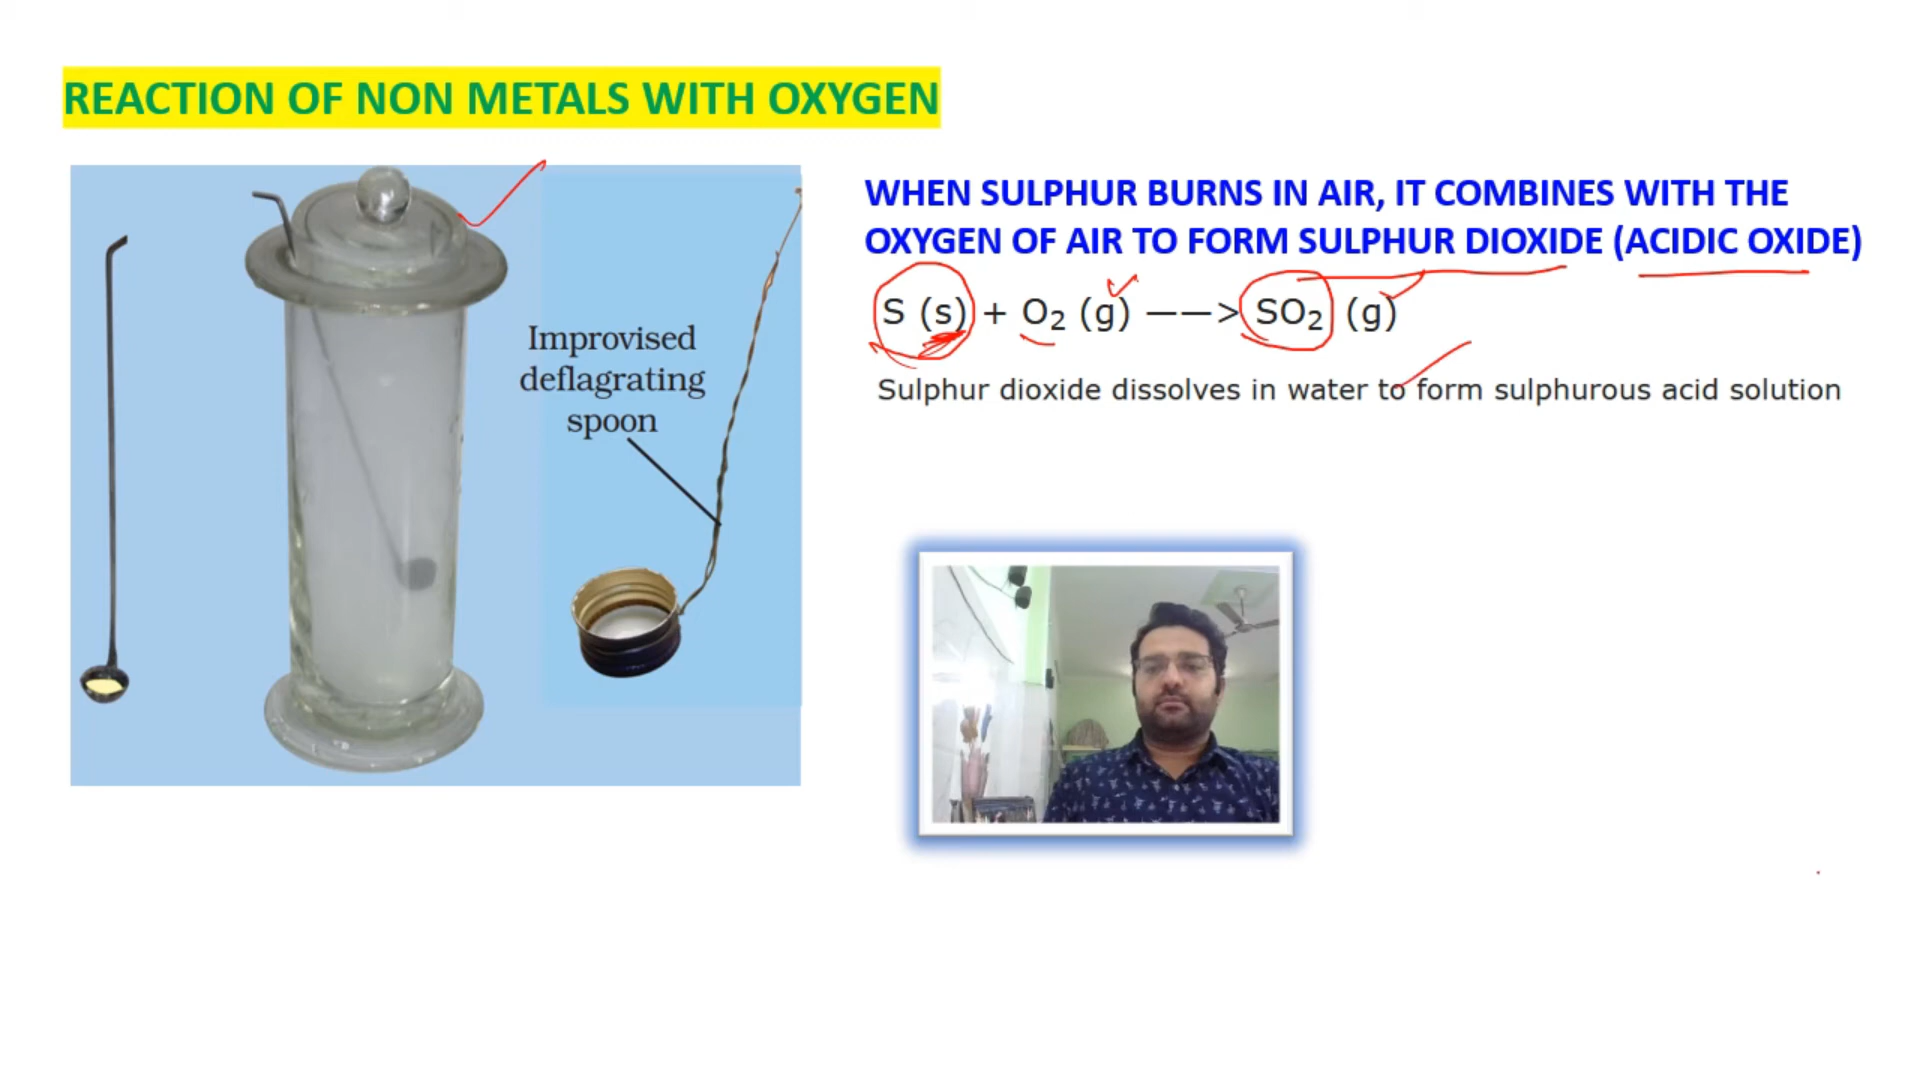 REACTION OF NON METALS WITH OXYGEN
Improvised
deflagrating
spoon
WHEN SULPHUR BURNS IN AIR, IT COMBINES WITH THE
OXYGEN OF AIR TO FORM SULPHUR DIOXIDE (ACIDIC OXIDE)
S (s) + O₂ (g) ——> SO₂ (g)
Sulphur dioxide dissolves in water to form sulphurous acid solution